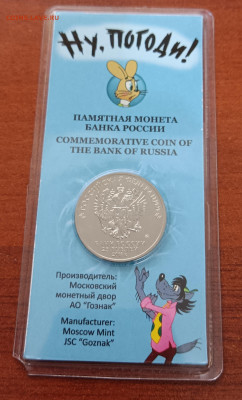 Ну, погоди!
ПАМЯТНАЯ МОНЕТА
БАНКА РОССИИ
COMMEMORATIVE COIN OF
THE BANK OF RUSSIA
Производитель:
Московский
монетный двор
АО "Гознак"
Manufacturer:
Moscow Mint
JSC "Goznak"